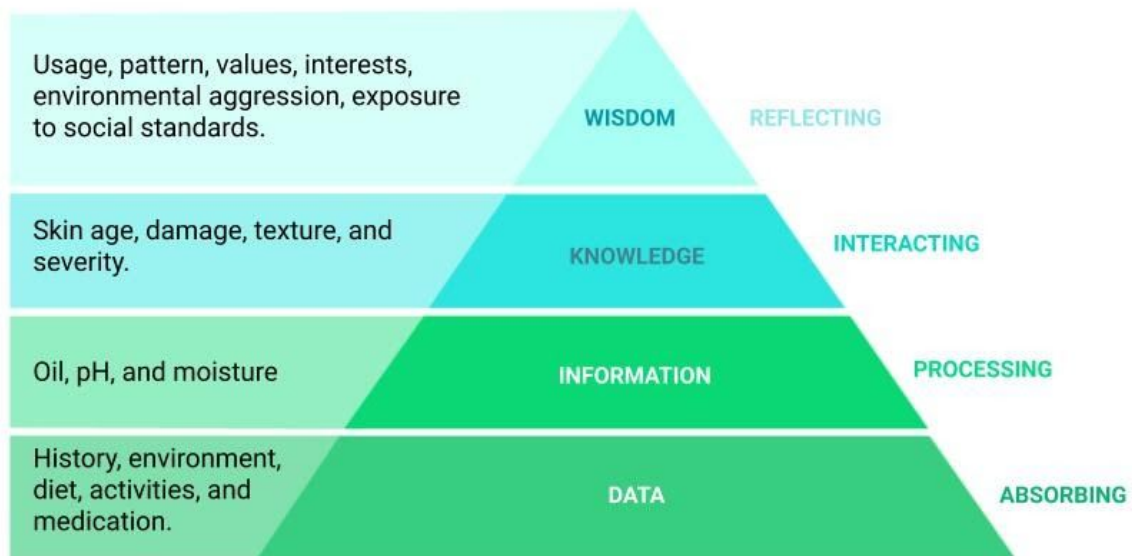 Usage, pattern, values, interests,
environmental aggression, exposure
to social standards.
WISDOM
REFLECTING
Skin age, damage, texture, and
severity.
KNOWLEDGE
INTERACTING
Oil, pH, and moisture
INFORMATION
PROCESSING
History, environment,
diet, activities, and
medication.
DATA
ABSORBING